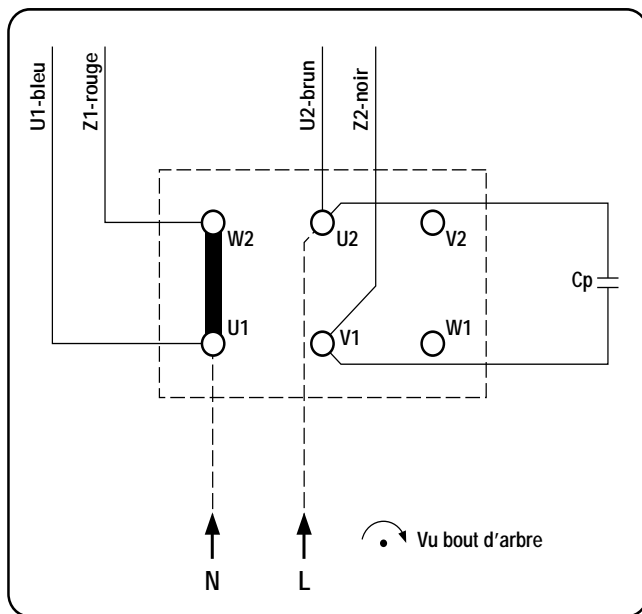 U1-bleu
Z1-rouge
U2-brun
Z2-noir
W2
U2
V2
Cp
U1
V1
W1
Vu bout d'arbre
N
L